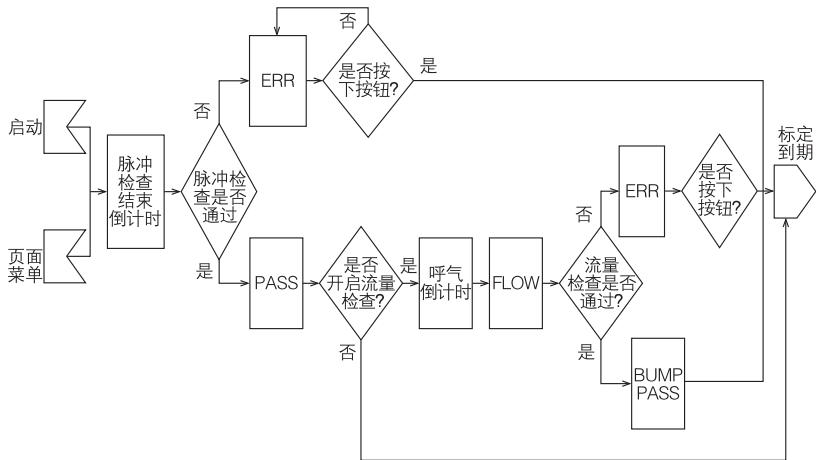 启动
页面
菜单
脉冲
检查
结束
倒计时
脉冲检
查是否
通过
否
是
ERR
否
是否按
下按钮?
是
PASS
是否
开启流量
检查?
是
否
呼气
倒计时
FLOW
流量
检查是否
通过?
否
是
ERR
是否
按下
按钮?
BUMP
PASS
标定
到期